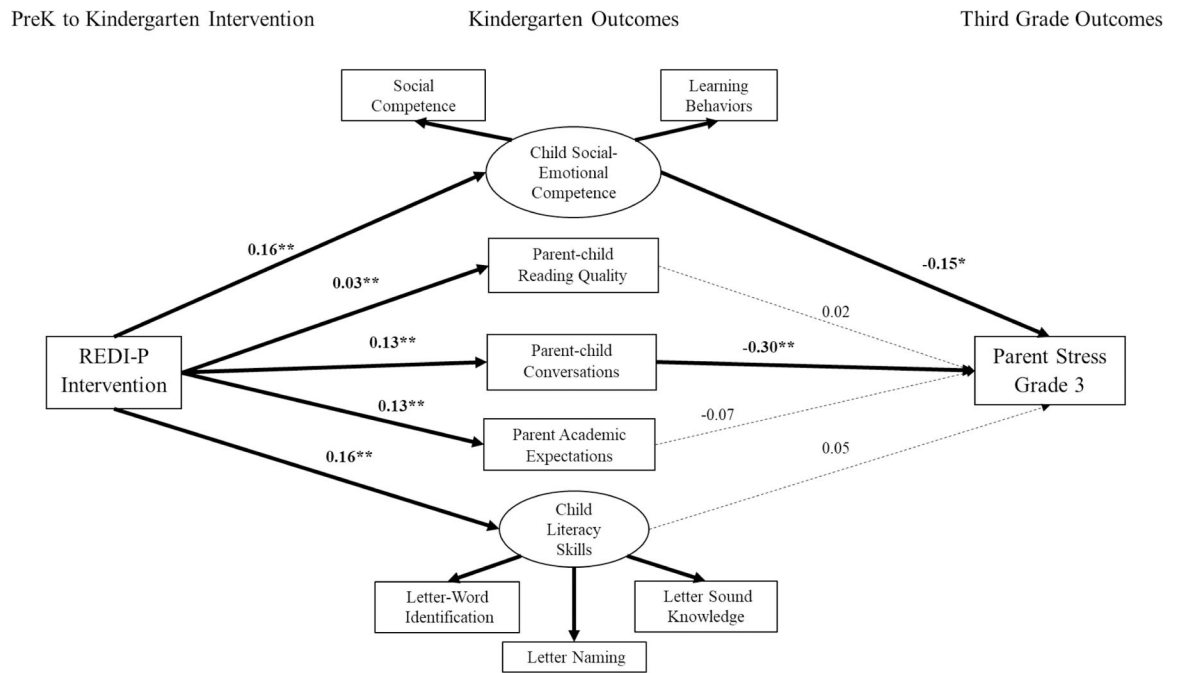 PreK to Kindergarten Intervention
Kindergarten Outcomes
Third Grade Outcomes
Social
Competence
Learning
Behaviors
Child Social-
Emotional
Competence
0.16**
-0.15*
Parent-child
Reading Quality
0.03**
0.02
REDI-P
Intervention
0.13**
Parent-child
Conversations
-0.30**
Parent Stress
Grade 3
0.13**
Parent Academic
Expectations
-0.07
0.16**
0.05
Child
Literacy
Skills
Letter-Word
Identification
Letter Naming
Letter Sound
Knowledge